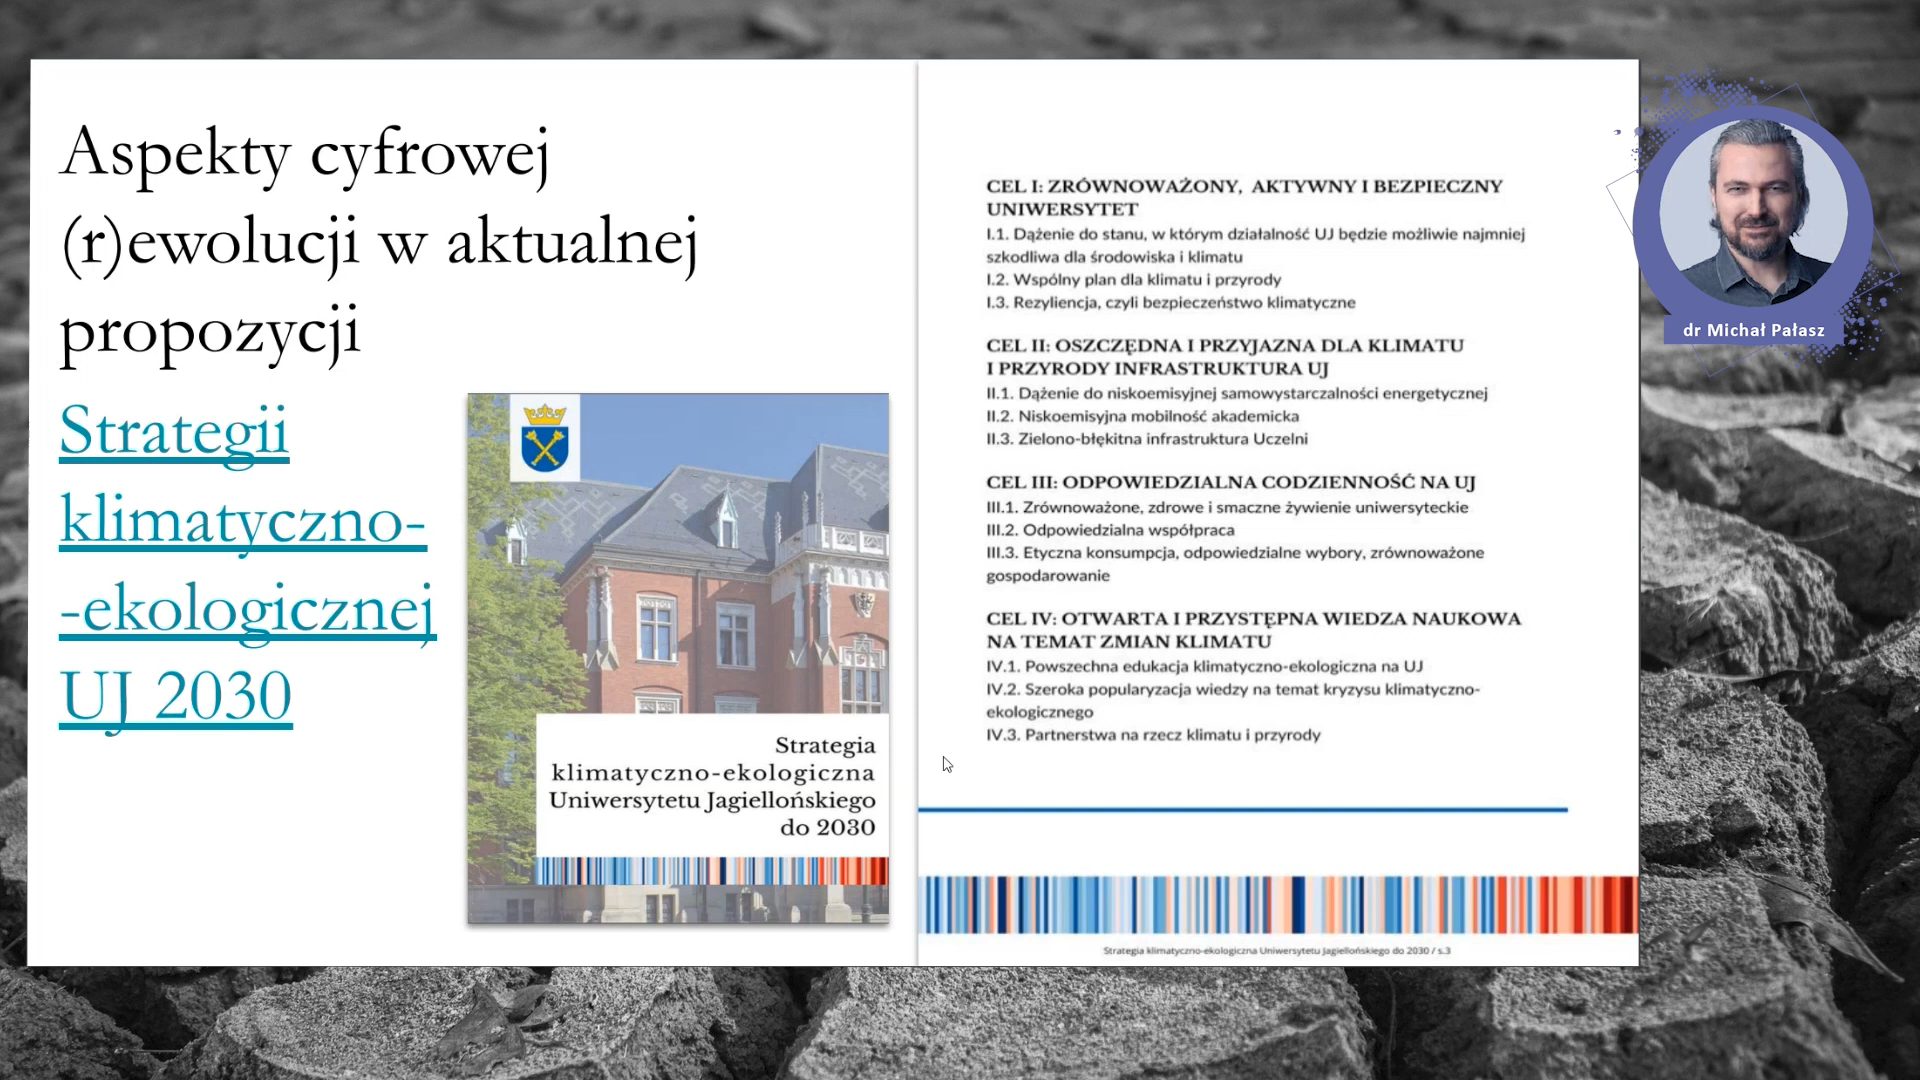 Aspekty cyfrowej
(r)ewolucji w aktualnej
propozycji
Strategii
klimatyczno-
-ekologicznej
UJ 2030
Strategia
klimatyczno-ekologiczna
Uniwersytetu Jagiellońskiego
do 2030
CEL I: ZRÓWNOWAŻONY, AKTYWNY I BEZPIECZNY
UNIWERSYTET
I.1. Dążenie do stanu, w którym działalność UJ będzie możliwie najmniej
szkodliwa dla środowiska i klimatu
I.2. Wspólny plan dla klimatu i przyrody
I.3. Rezyliencja, czyli bezpieczeństwo klimatyczne
CEL II: OSZCZĘDNA I PRZYJAZNA DLA KLIMATU
I PRZYRODY INFRASTRUKTURA UJ
II.1. Dążenie do niskoemisyjnej samowystarczalności energetycznej
II.2. Niskoemisyjna mobilność akademicka
II.3. Zielono-błękitna infrastruktura Uczelni
CEL III: ODPOWIEDZIALNA CODZIENNOŚĆ NA UJ
III.1. Zrównoważone, zdrowe i smaczne żywienie uniwersyteckie
III.2. Odpowiedzialna współpraca
III.3. Etyczna konsumpcja, odpowiedzialne wybory, zrównoważone
gospodarowanie
CEL IV: OTWARTA I PRZYSTĘPNA WIEDZA NAUKOWA
NA TEMAT ZMIAN KLIMATU
IV.1. Powszechna edukacja klimatyczno-ekologiczna na UJ
IV.2. Szeroka popularyzacja wiedzy na temat kryzysu klimatyczno-
ekologicznego
IV.3. Partnerstwa na rzecz klimatu i przyrody
Strategia klimatyczno-ekologiczna Uniwersytetu Jagiellońskiego do 2030 / s.3
dr Michał Pałasz